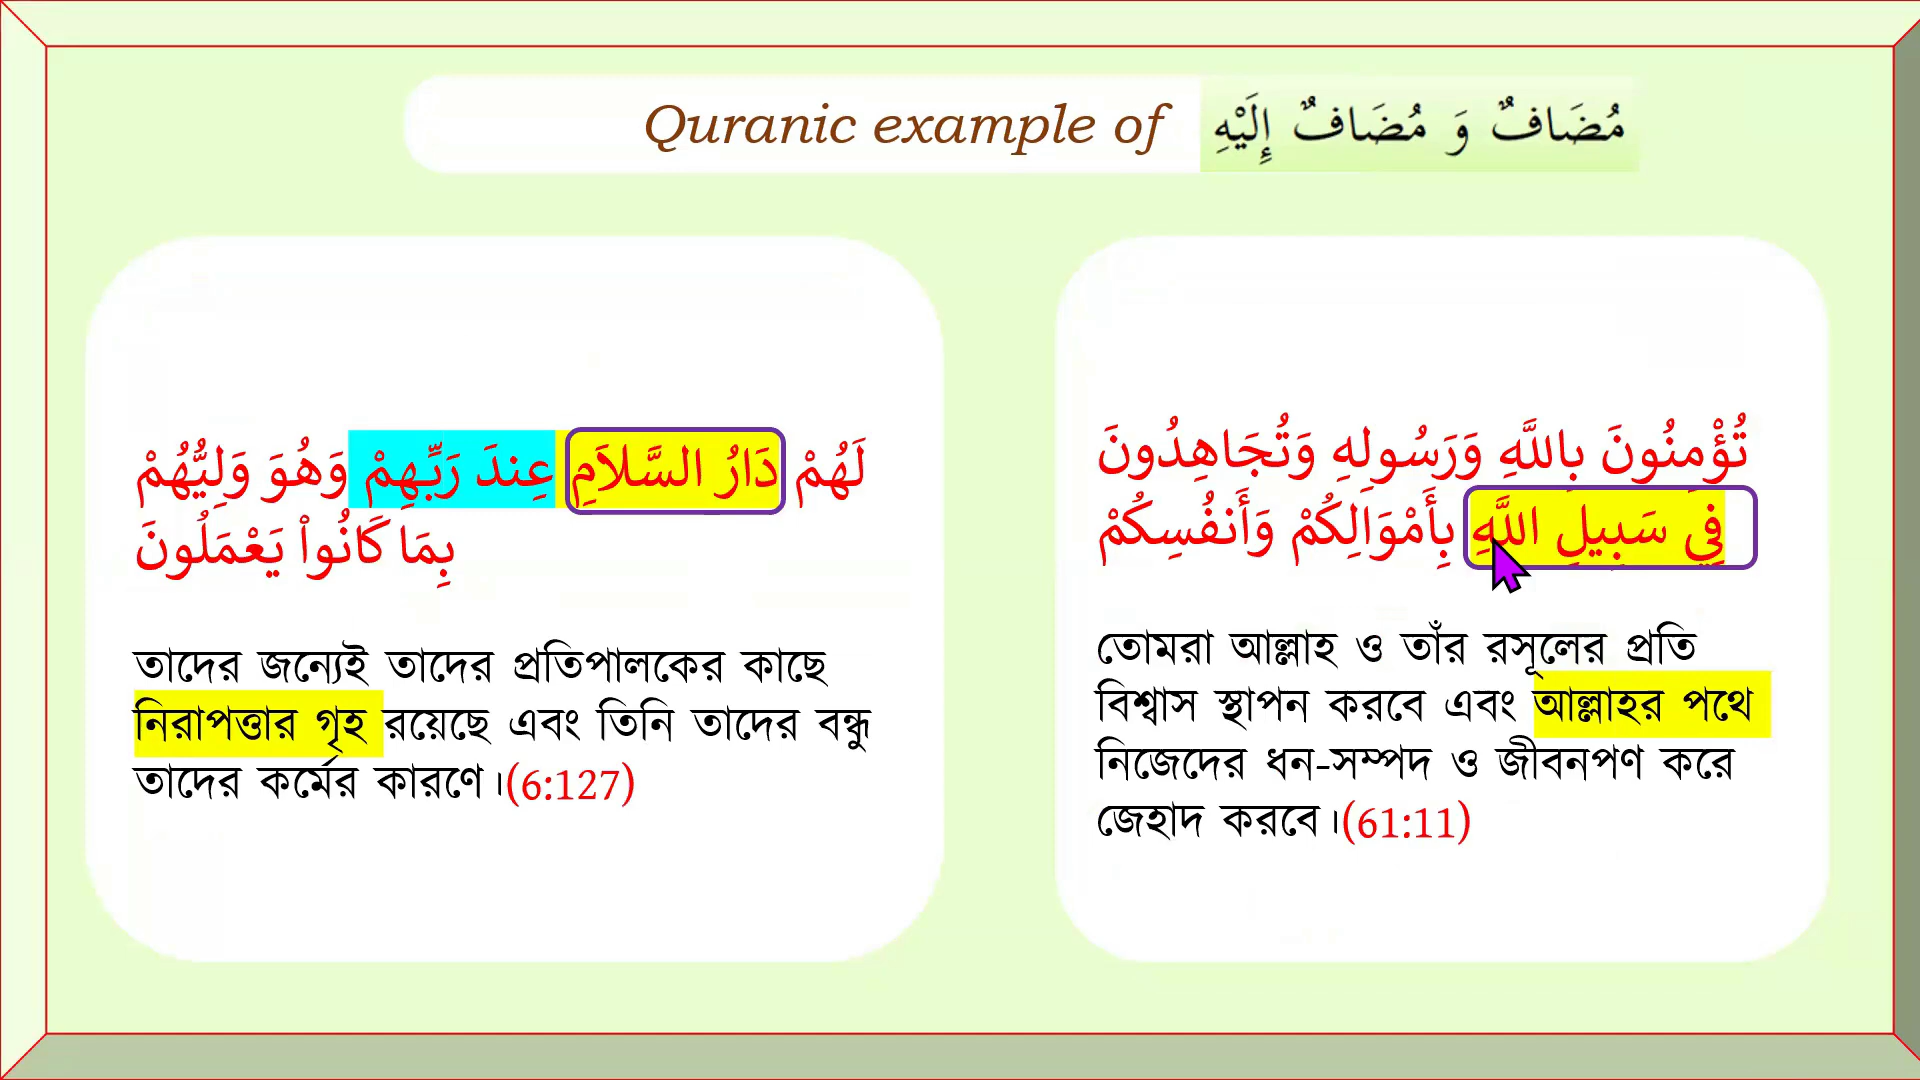 Quranic example of مُضَافٌ وَ مُضَافٌ إِلَيْهِ
لَهُمْ دَارُ السَّلاَمِ عِندَ رَبِّهِمْ وَهُوَ وَلِيُّهُمْ
بِمَا كَانُواْ يَعْمَلُونَ
তাদের জন্যেই তাদের প্রতিপালকের কাছে
নিরাপত্তার গৃহ রয়েছে এবং তিনি তাদের বন্ধু
তাদের কর্মের কারণে।(6:127)
تُؤْمِنُونَ بِاللَّهِ وَرَسُولِهِ وَتُجَاهِدُونَ
فِي سَبِيلِ اللَّهِ بِأَمْوَالِكُمْ وَأَنفُسِكُمْ
তোমরা আল্লাহ ও তাঁর রসূলের প্রতি
বিশ্বাস স্থাপন করবে এবং আল্লাহর পথে
নিজেদের ধন-সম্পদ ও জীবনপণ করে
জেহাদ করবে।(61:11)